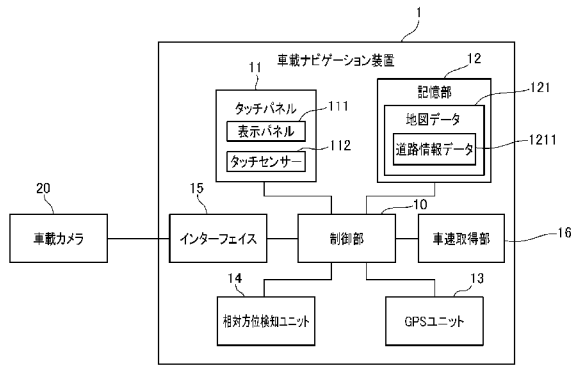 1
車載ナビゲーション装置
11
タッチパネル
111
表示パネル
112
タッチセンサー
12
記憶部
121
地図データ
道路情報データ
1211
20
車載カメラ
15
インターフェイス
10
制御部
車速取得部
16
14
相対方位検知ユニット
13
GPSユニット